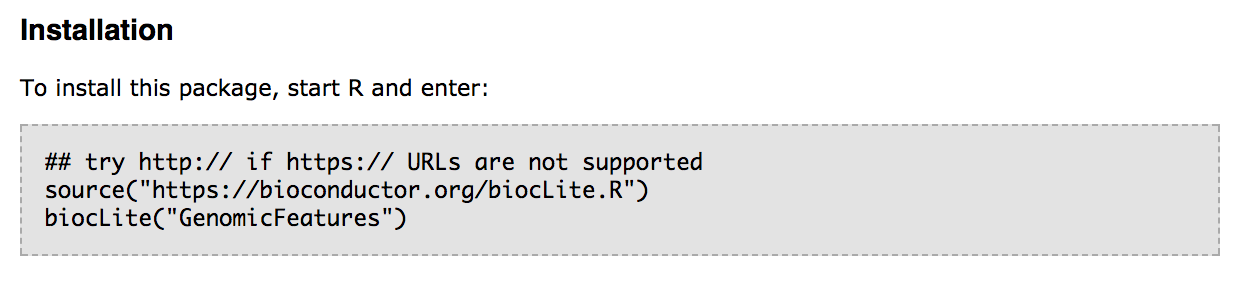 Installation
To install this package, start R and enter:
## try http:// if https:// URLs are not supported
source("https://bioconductor.org/biocLite.R")
biocLite("GenomicFeatures")